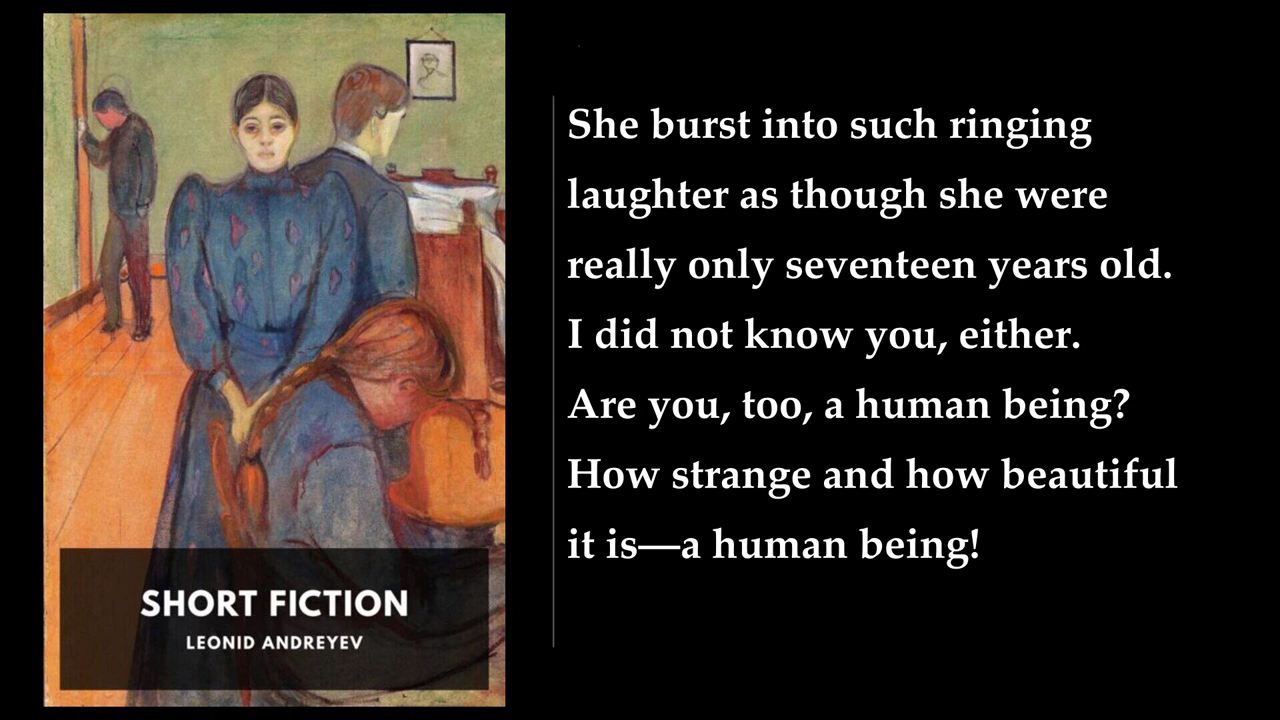 She burst into such ringing
laughter as though she were
really only seventeen years old.
I did not know you, either.
Are you, too, a human being?
How strange and how beautiful
it is—a human being!
SHORT FICTION
LEONID ANDREYEV